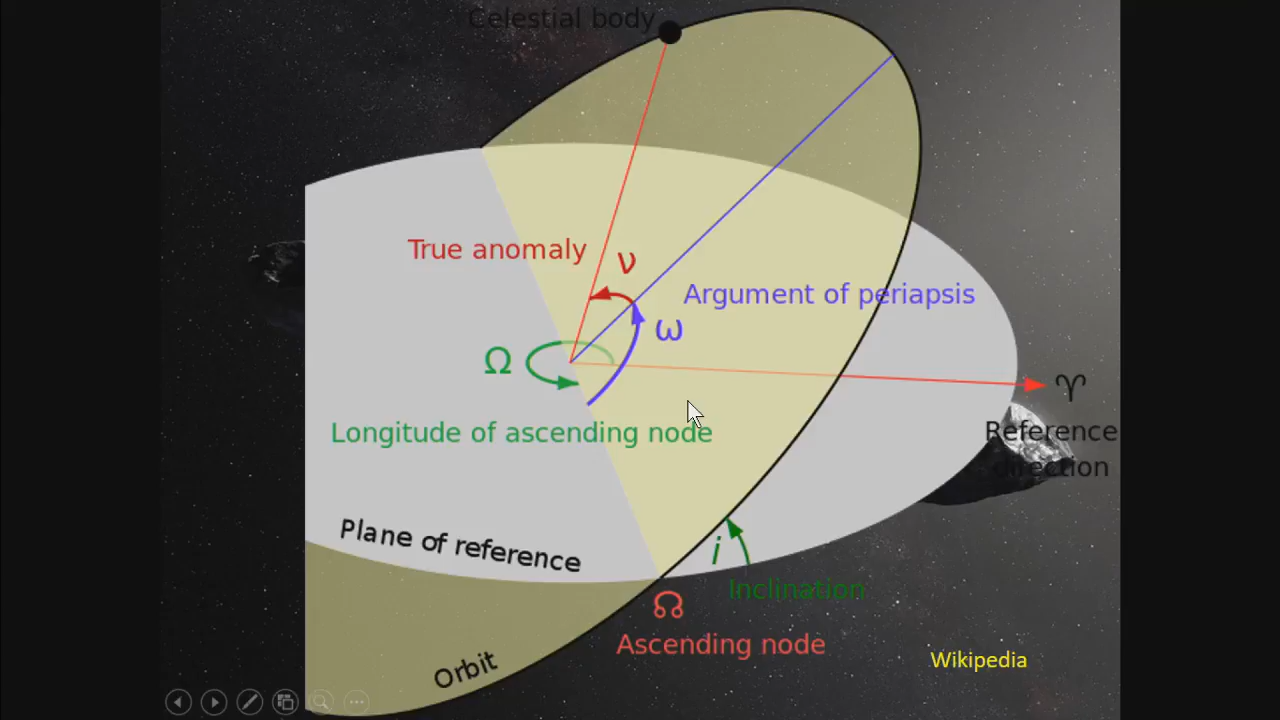 Celestial body
True anomaly
ν
Argument of periapsis
ω
Ω
♈
Longitude of ascending node
Reference
direction
Plane of reference
i
Inclination
☊
Ascending node
Orbit
Wikipedia